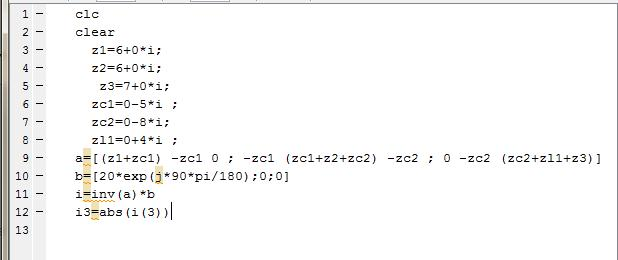 1 - clc
2 - clear
3 - z1=6+0*i;
4 - z2=6+0*i;
5 - z3=7+0*i;
6 - zc1=0-5*i ;
7 - zc2=0-8*i;
8 - zl1=0+4*i ;
9 - a=[(z1+zc1) -zc1 0 ; -zc1 (zc1+z2+zc2) -zc2 ; 0 -zc2 (zc2+zl1+z3)]
10 - b=[20*exp(j*90*pi/180);0;0]
11 - i=inv(a)*b
12 - i3=abs(i(3))
13